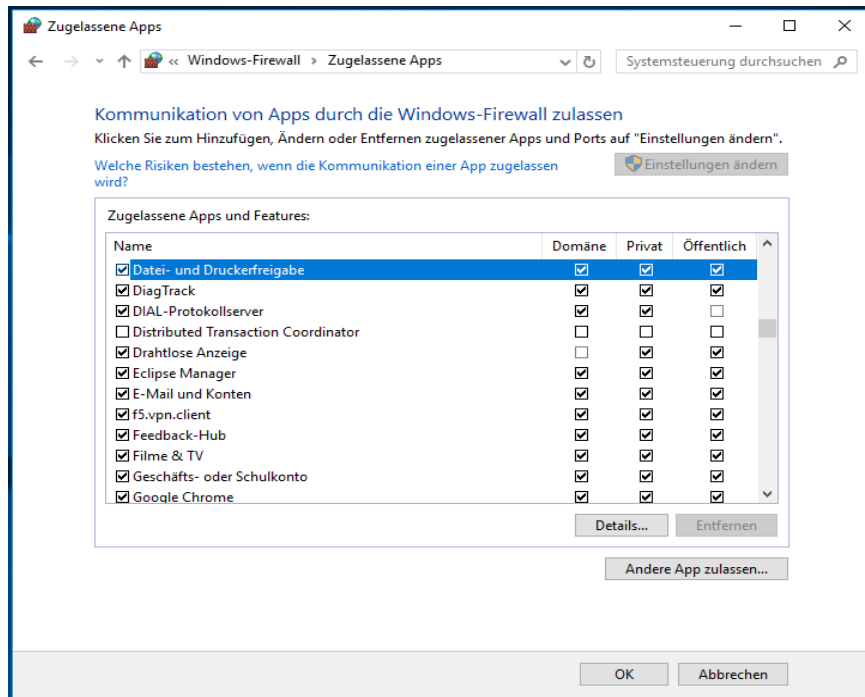 Zugelassene Apps
« Windows-Firewall > Zugelassene Apps
Systemsteuerung durchsuchen
Kommunikation von Apps durch die Windows-Firewall zulassen
Klicken Sie zum Hinzufügen, Ändern oder Entfernen zugelassener Apps und Ports auf "Einstellungen ändern".
Welche Risiken bestehen, wenn die Kommunikation einer App zugelassen
wird?
Einstellungen ändern
Zugelassene Apps und Features:
Name Domäne Privat Öffentlich
Datei- und Druckerfreigabe
DiagTrack
DIAL-Protokollserver
Distributed Transaction Coordinator
Drahtlose Anzeige
Eclipse Manager
E-Mail und Konten
f5.vpn.client
Feedback-Hub
Filme & TV
Geschäfts- oder Schulkonto
Google Chrome
Details... Entfernen
Andere App zulassen...
OK Abbrechen